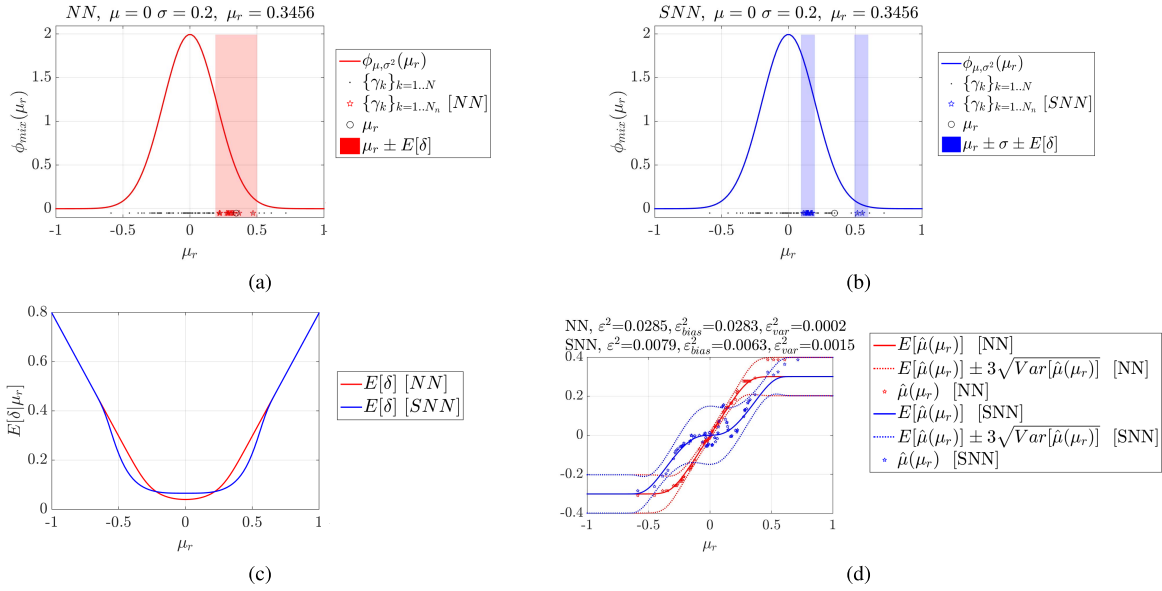 NN, μ = 0 σ = 0.2, μ_r = 0.3456
ϕ_mix(μ_r)
2
1.5
1
0.5
0
-1
-0.5
0
0.5
1
μ_r
ϕ_{μ,σ²}(μ_r)
{γ_k}_{k=1..N}
{γ_k}_{k=1..N_n} [NN]
μ_r
μ_r ± E[δ]
(a)
SNN, μ = 0 σ = 0.2, μ_r = 0.3456
ϕ_mix(μ_r)
2
1.5
1
0.5
0
-1
-0.5
0
0.5
1
μ_r
ϕ_{μ,σ²}(μ_r)
{γ_k}_{k=1..N}
{γ_k}_{k=1..N_n} [SNN]
μ_r
μ_r ± σ ± E[δ]
(b)
E[δ|μ_r]
0.8
0.6
0.4
0.2
0
-1
-0.5
0
0.5
1
μ_r
E[δ] [NN]
E[δ] [SNN]
(c)
NN, ε²=0.0285, ε²_bias=0.0283, ε²_var=0.0002
SNN, ε²=0.0079, ε²_bias=0.0063, ε²_var=0.0015
0.4
0.2
0
-0.2
-0.4
-1
-0.5
0
0.5
1
μ_r
E[μ̂(μ_r)] [NN]
E[μ̂(μ_r)] ± 3√Var[μ̂(μ_r)] [NN]
μ̂(μ_r) [NN]
E[μ̂(μ_r)] [SNN]
E[μ̂(μ_r)] ± 3√Var[μ̂(μ_r)] [SNN]
μ̂(μ_r) [SNN]
(d)